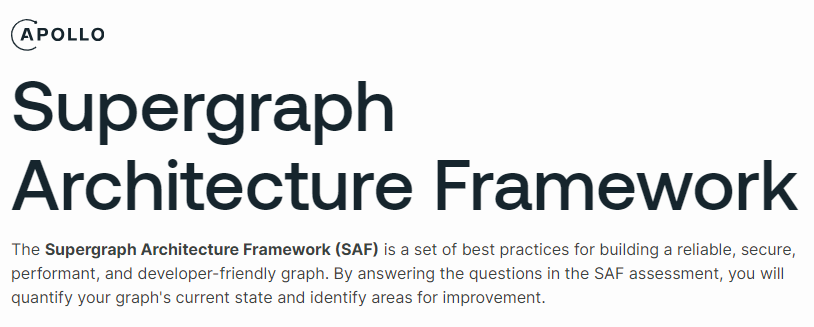 APOLLO
Supergraph
Architecture Framework
The Supergraph Architecture Framework (SAF) is a set of best practices for building a reliable, secure,
performant, and developer-friendly graph. By answering the questions in the SAF assessment, you will
quantify your graph's current state and identify areas for improvement.